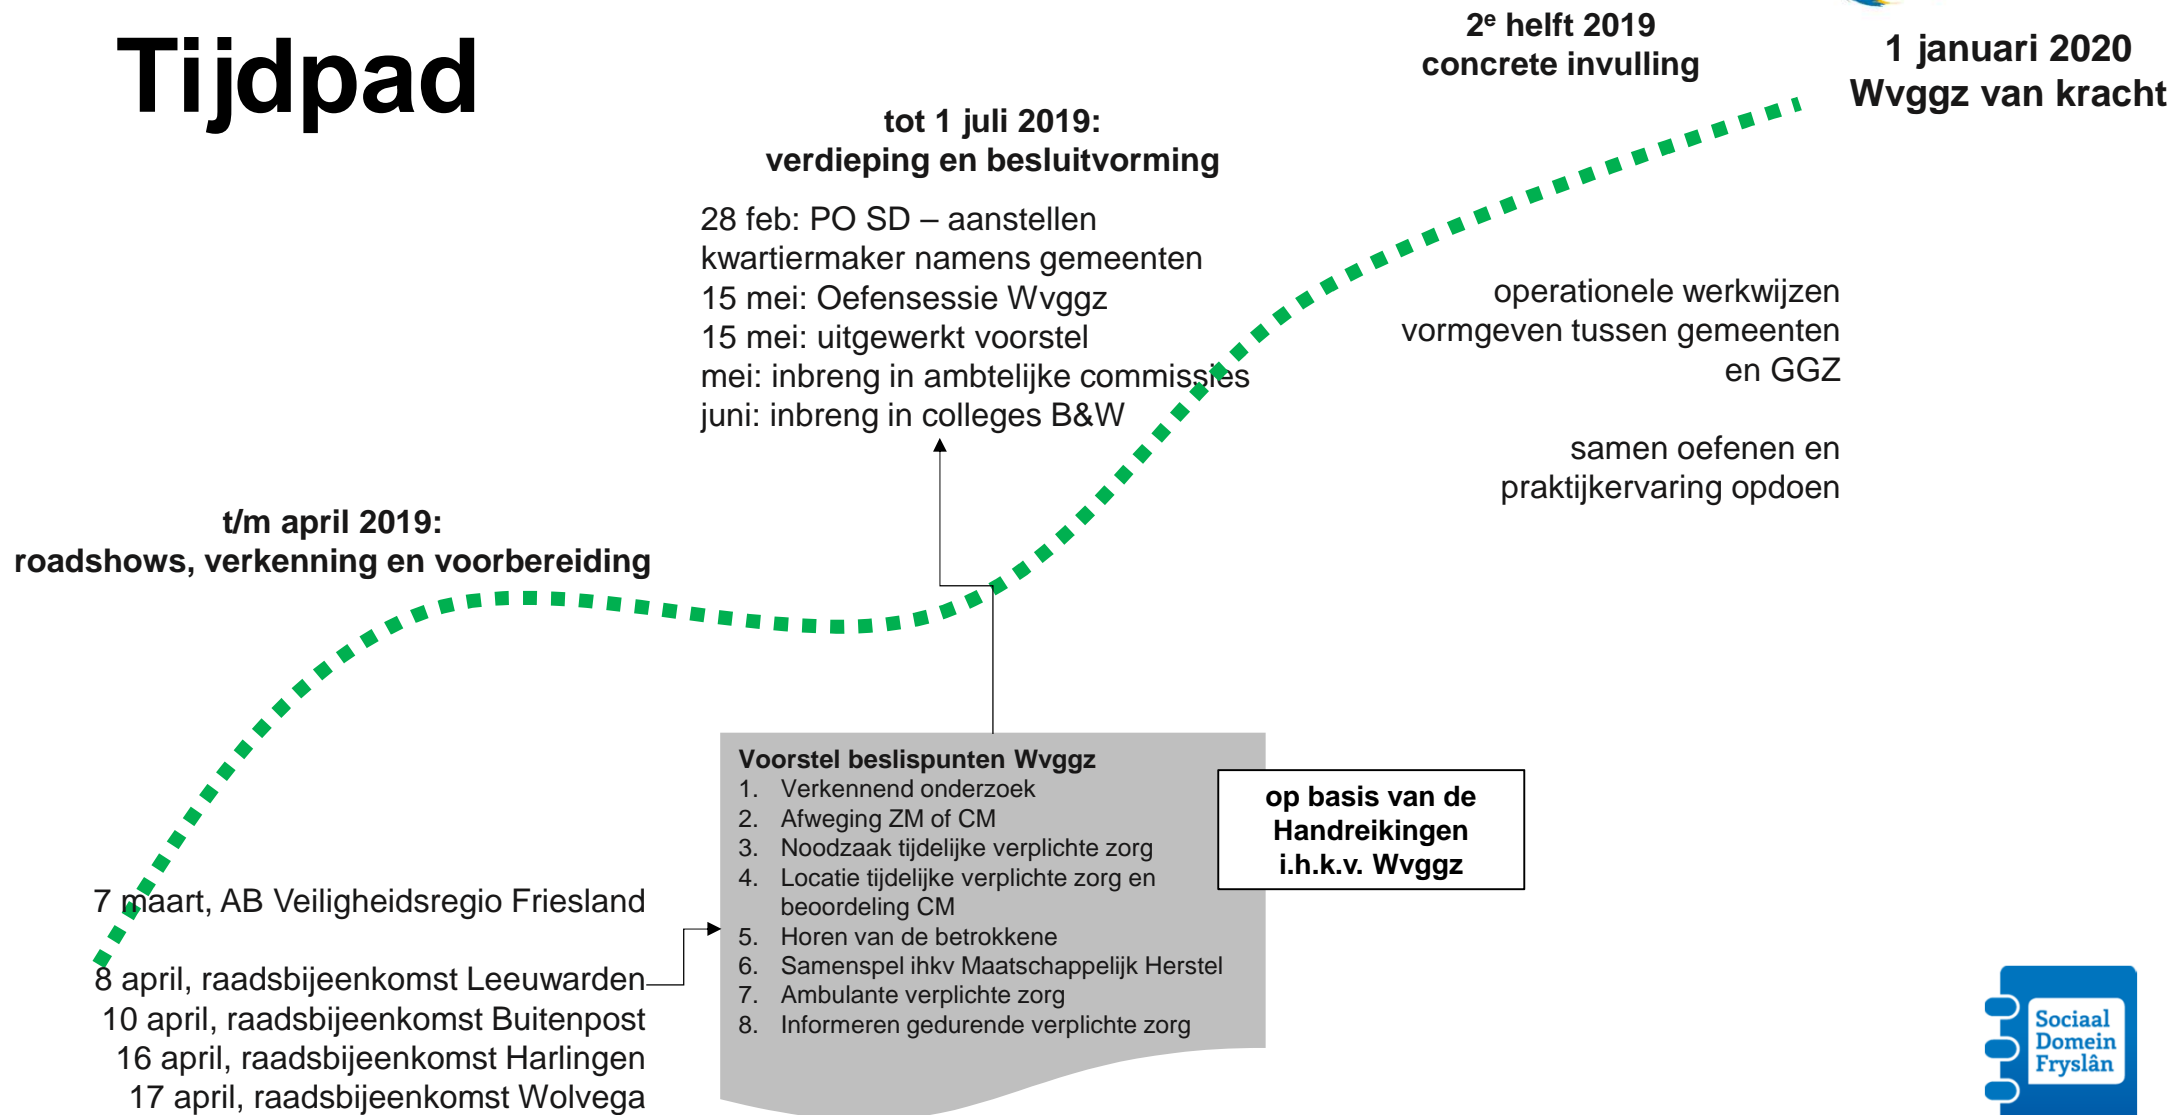 Tijdpad
2e helft 2019
concrete invulling
1 januari 2020
Wvggz van kracht
tot 1 juli 2019:
verdieping en besluitvorming
28 feb: PO SD – aanstellen
kwartiermaker namens gemeenten
15 mei: Oefensessie Wvggz
15 mei: uitgewerkt voorstel
mei: inbreng in ambtelijke commissies
juni: inbreng in colleges B&W
operationele werkwijzen
vormgeven tussen gemeenten
en GGZ
samen oefenen en
praktijkervaring opdoen
t/m april 2019:
roadshows, verkenning en voorbereiding
7 maart, AB Veiligheidsregio Friesland
8 april, raadsbijeenkomst Leeuwarden
10 april, raadsbijeenkomst Buitenpost
16 april, raadsbijeenkomst Harlingen
17 april, raadsbijeenkomst Wolvega
Voorstel beslispunten Wvggz
1. Verkennend onderzoek
2. Afweging ZM of CM
3. Noodzaak tijdelijke verplichte zorg
4. Locatie tijdelijke verplichte zorg en
beoordeling CM
5. Horen van de betrokkene
6. Samenspel ihkv Maatschappelijk Herstel
7. Ambulante verplichte zorg
8. Informeren gedurende verplichte zorg
op basis van de
Handreikingen
i.h.k.v. Wvggz
Sociaal
Domein
Fryslân